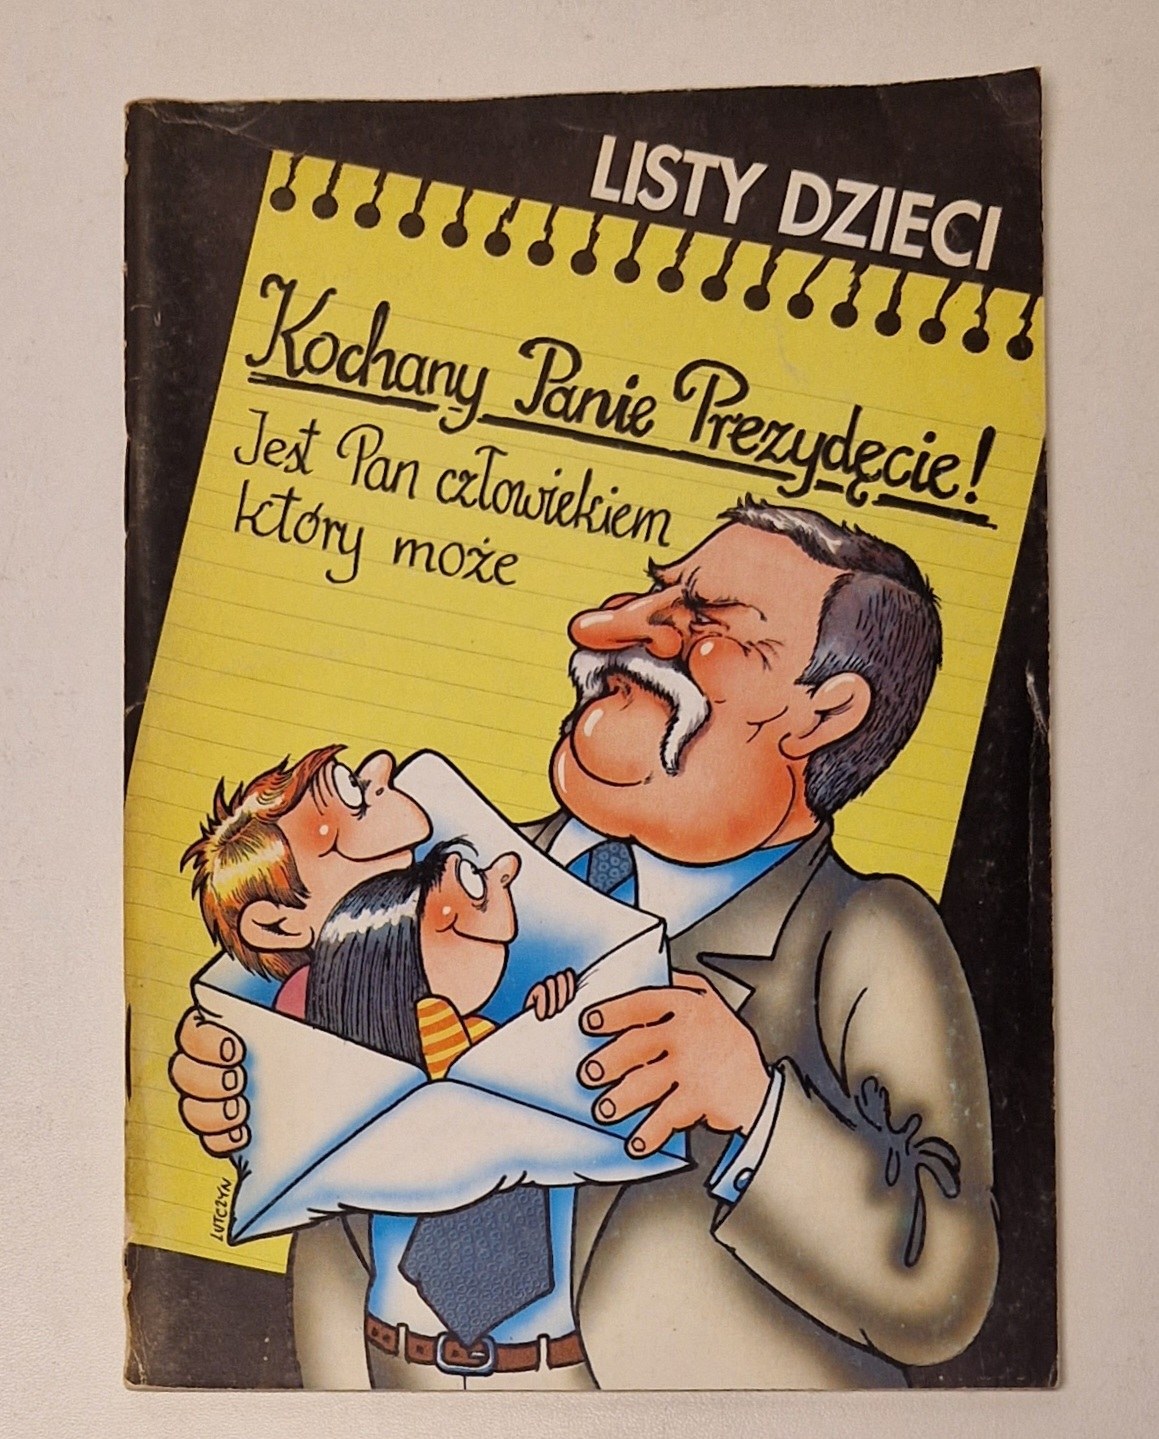 LISTY DZIECI
Kochany Panie Prezydęcie!
Jest Pan człowiekiem
który może
LUTCZYN